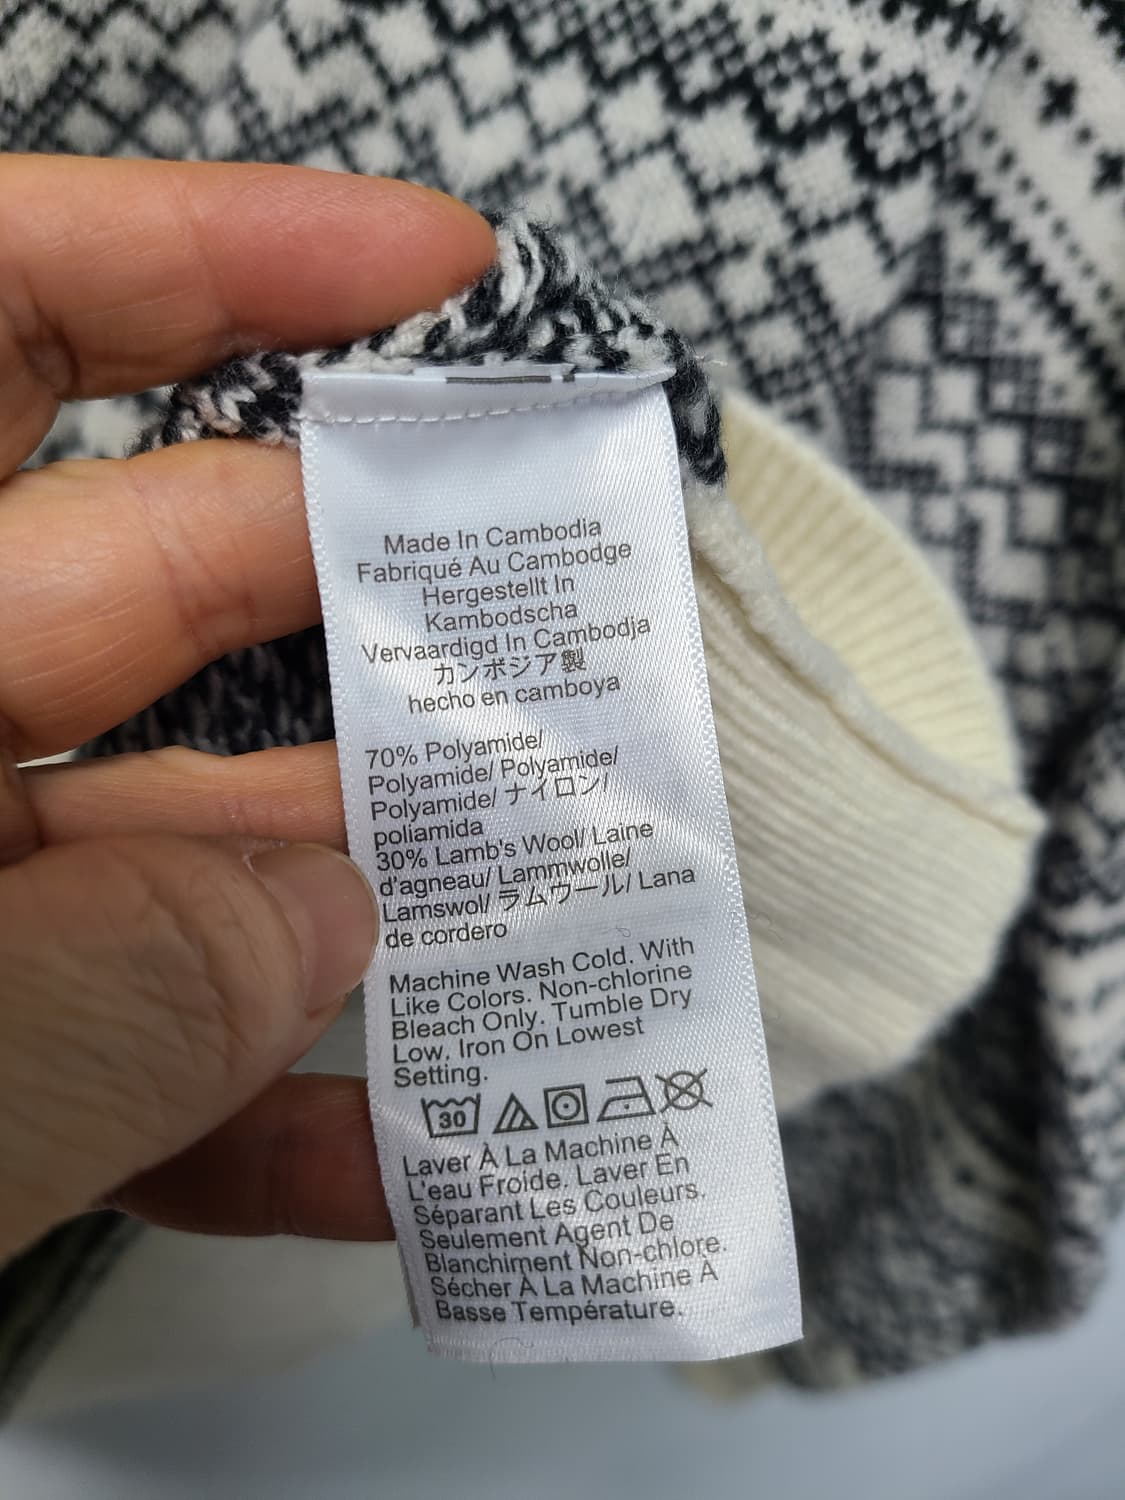 Made In Cambodia
Fabriqué Au Cambodge
Hergestellt In
Kambodscha
Vervaardigd In Cambodja
カンボジア製
hecho en camboya
70% Polyamide/
Polyamide/ Polyamide/
Polyamide/ ナイロン/
poliamida
30% Lamb's Wool/ Laine
d'agneau/ Lammwolle/
Lamswol/ ラムウール/ Lana
de cordero
Machine Wash Cold. With
Like Colors. Non-chlorine
Bleach Only. Tumble Dry
Low. Iron On Lowest
Setting.
30
Laver À La Machine À
L'eau Froide. Laver En
Séparant Les Couleurs.
Seulement Agent De
Blanchiment Non-chlore.
Sécher À La Machine À
Basse Température.